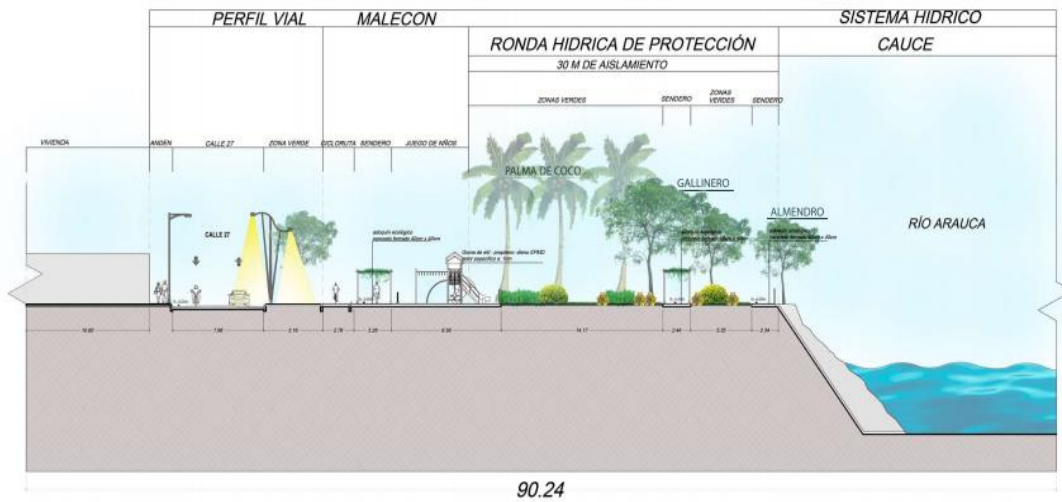 PERFIL VIAL MALECON SISTEMA HIDRICO
RONDA HIDRICA DE PROTECCIÓN CAUCE
30 M DE AISLAMIENTO
ZONAS VERDES SENDERO ZONAS VERDES SENDERO
VIVIENDA ANDEN CALLE 27 ZONA VERDE CICLORUTA SENDERO JUEGO DE NIÑOS
PALMA DE COCO
GALLINERO
ALMENDRO
RÍO ARAUCA
CALLE 27
adoquín ecológico
90.24